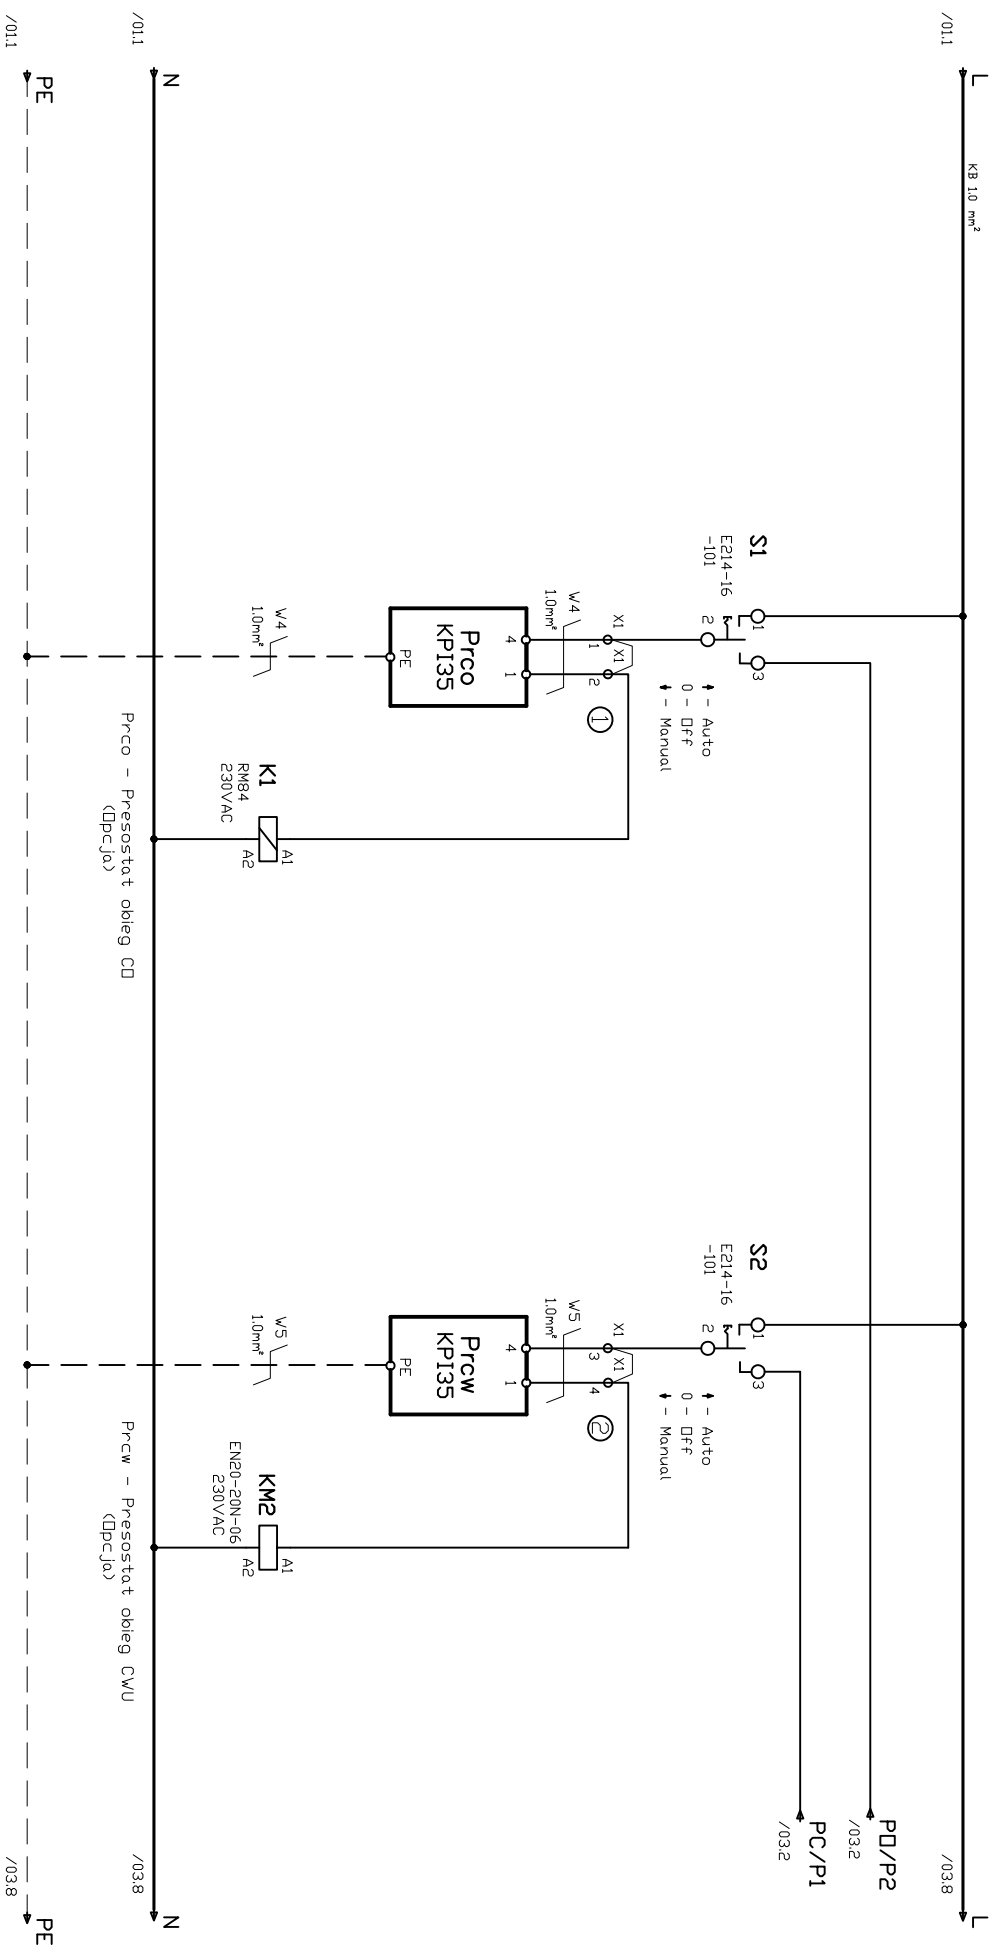 /01.1
L
KB 1.0 mm²
/03.8
L
PO/P2
/03.2
PC/P1
/03.2
S1
E214-16
-101
1
2
3
- Auto
0 - Off
- Manual
X1
1
X1
2
1
W4
1.0mm²
4
1
Prco
KPI35
PE
W4
1.0mm²
K1
RM84
230VAC
A1
A2
Prco - Presostat obieg CO
(Opcja)
S2
E214-16
-101
1
2
3
- Auto
0 - Off
- Manual
X1
3
X1
4
2
W5
1.0mm²
4
1
Prcw
KPI35
PE
W5
1.0mm²
KM2
EN20-20N-06
230VAC
A1
A2
Prcw - Presostat obieg CWU
(Opcja)
/01.1
N
/03.8
N
/01.1
PE
/03.8
PE